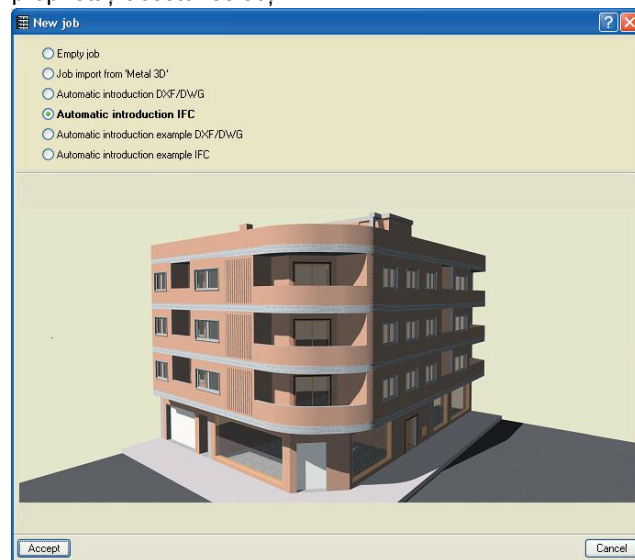 New job
Empty job
Job import from 'Metal 3D'
Automatic introduction DXF/DWG
Automatic introduction IFC
Automatic introduction example DXF/DWG
Automatic introduction example IFC
Accept
Cancel